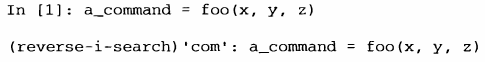 In [1]: a_command = foo(x, y, z)
(reverse-i-search)'com': a_command = foo(x, y, z)